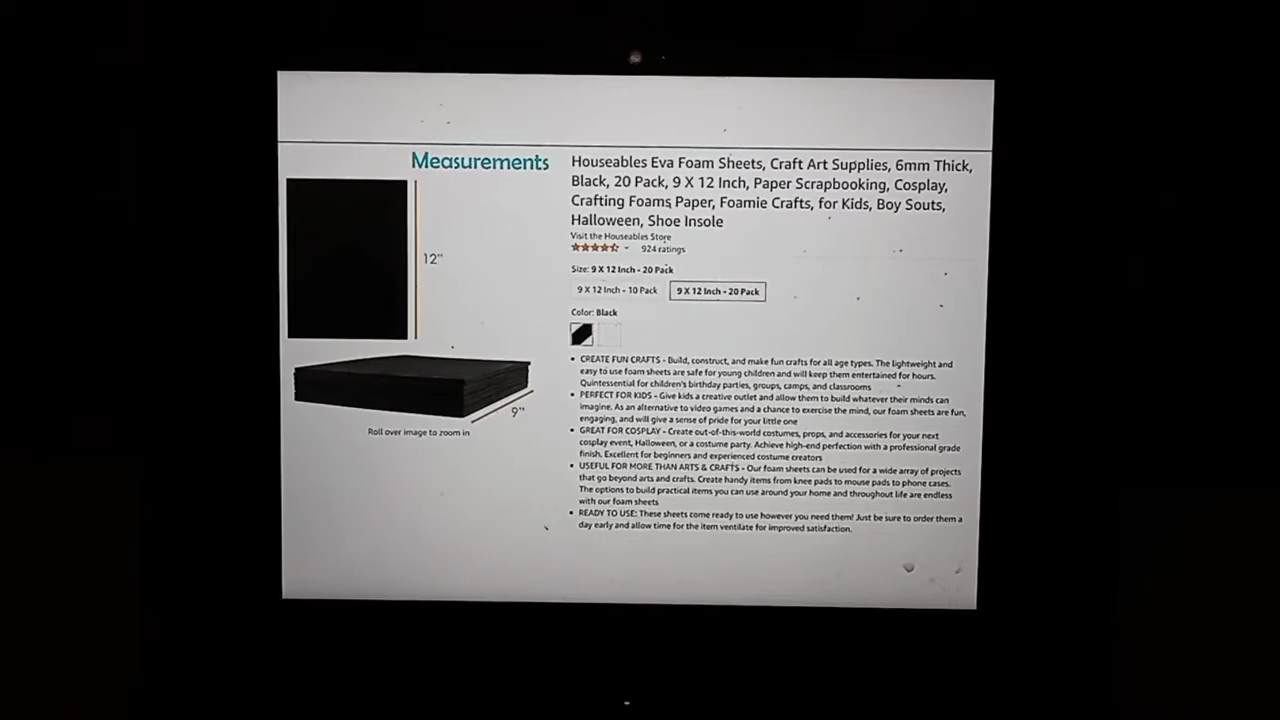 Measurements
12"
9"
Roll over image to zoom in
Houseables Eva Foam Sheets, Craft Art Supplies, 6mm Thick,
Black, 20 Pack, 9 X 12 Inch, Paper Scrapbooking, Cosplay,
Crafting Foams Paper, Foamie Crafts, for Kids, Boy Souts,
Halloween, Shoe Insole
Visit the Houseables Store
924 ratings
Size: 9 X 12 Inch - 20 Pack
9 X 12 Inch - 10 Pack 9 X 12 Inch - 20 Pack
Color: Black
• CREATE FUN CRAFTS - Build, construct, and make fun crafts for all age types. The lightweight and
easy to use foam sheets are safe for young children and will keep them entertained for hours.
Quintessential for children's birthday parties, groups, camps, and classrooms
• PERFECT FOR KIDS - Give kids a creative outlet and allow them to build whatever their minds can
imagine. As an alternative to video games and a chance to exercise the mind, our foam sheets are fun,
engaging, and will give a sense of pride for your little one
• GREAT FOR COSPLAY - Create out-of-this-world costumes, props, and accessories for your next
cosplay event, Halloween, or a costume party. Achieve high-end perfection with a professional grade
finish. Excellent for beginners and experienced costume creators
• USEFUL FOR MORE THAN ARTS & CRAFTS - Our foam sheets can be used for a wide array of projects
that go beyond arts and crafts. Create handy items from knee pads to mouse pads to phone cases.
The options to build practical items you can use around your home and throughout life are endless
with our foam sheets
• READY TO USE: These sheets come ready to use however you need them! Just be sure to order them a
day early and allow time for the item ventilate for improved satisfaction.